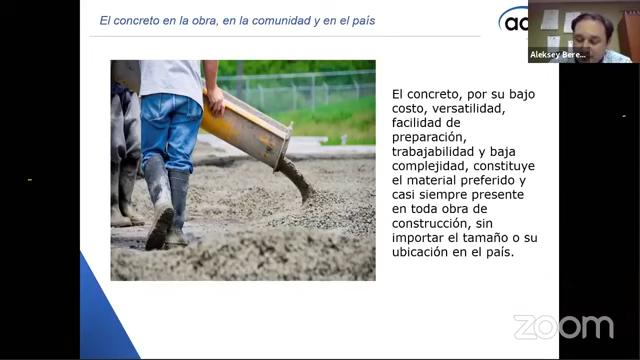 El concreto en la obra, en la comunidad y en el país
Aleksey Bere...
El concreto, por su bajo
costo, versatilidad,
facilidad de
preparación,
trabajabilidad y baja
complejidad, constituye
el material preferido y
casi siempre presente
en toda obra de
construcción, sin
importar el tamaño o su
ubicación en el país.
zoom